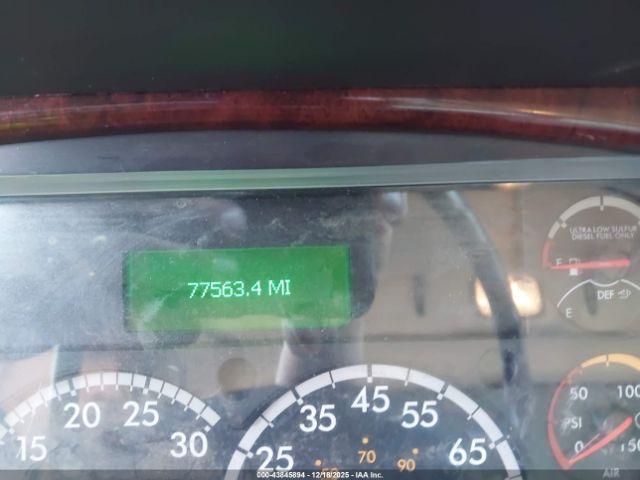 ULTRA LOW SULFUR
DIESEL FUEL ONLY
77563.4 MI
E
DEF
E
15 20 25 30
25 35 45 55 65
70 90
50 100
PSI
0 150
AIR
000-43845894 - 12/18/2025 - IAA Inc.